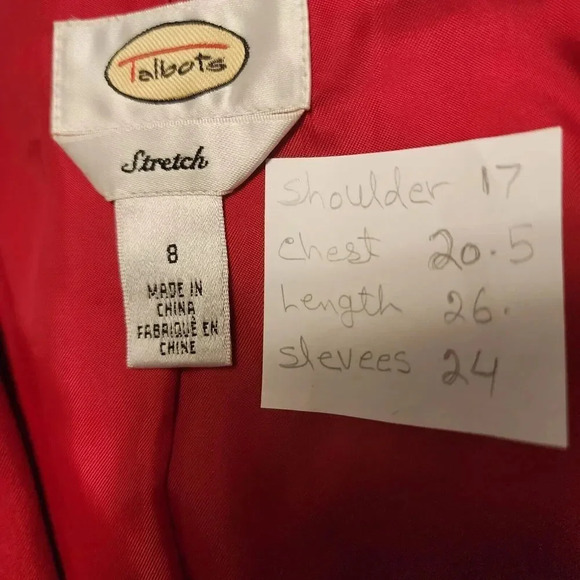 Talbots
Stretch
8
MADE IN
CHINA
FABRIQUÉ EN
CHINE
Shoulder 17
chest 20.5
Length 26.
slevees 24